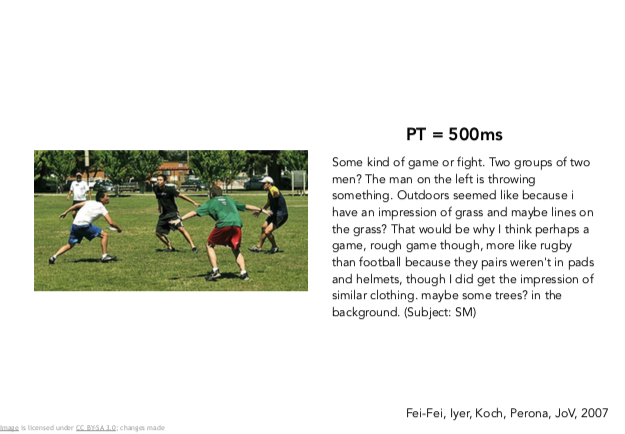 PT = 500ms
Some kind of game or fight. Two groups of two
men? The man on the left is throwing
something. Outdoors seemed like because i
have an impression of grass and maybe lines on
the grass? That would be why I think perhaps a
game, rough game though, more like rugby
than football because they pairs weren't in pads
and helmets, though I did get the impression of
similar clothing. maybe some trees? in the
background. (Subject: SM)
Fei-Fei, Iyer, Koch, Perona, JoV, 2007
Image is licensed under CC BY-SA 3.0; changes made